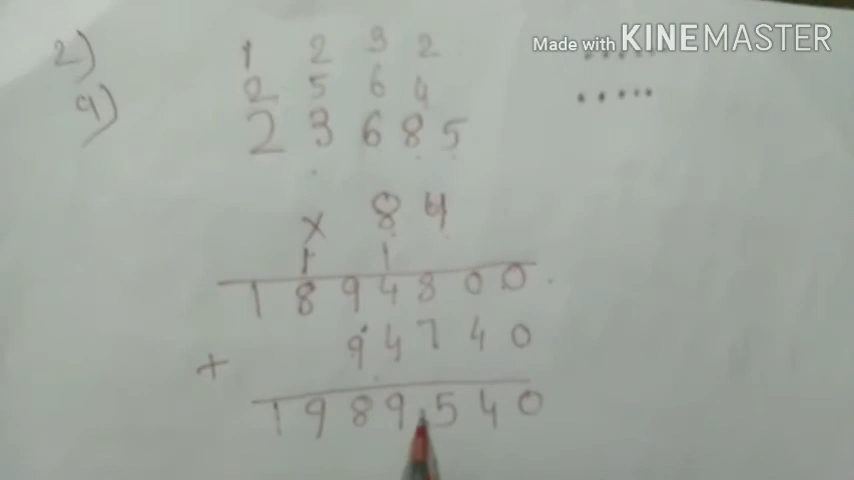 2) 1 2 3 2
9) 2 5 6 4
2 3 6 8 5
x 8 4
1 1
1 8 9 4 8 0 0
+ 9 4 7 4 0
1 9 8 9 5 4 0
Made with KINEMASTER